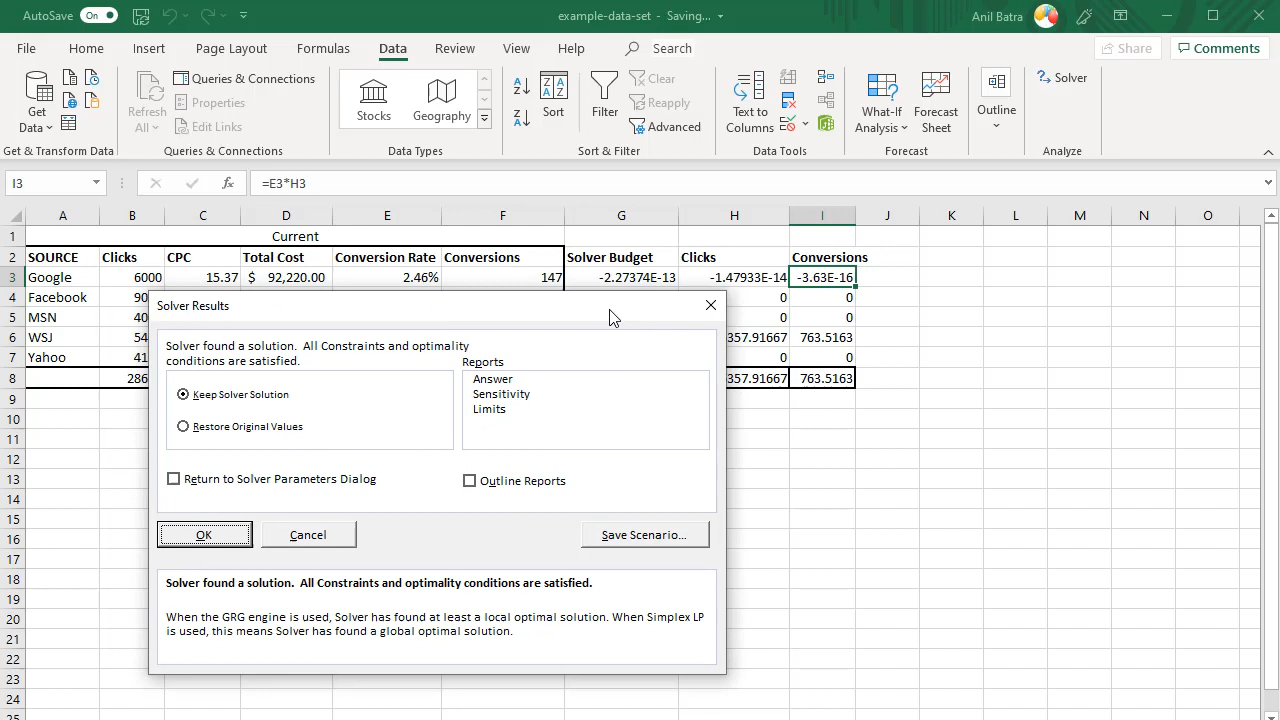 AutoSave On example-data-set - Saving... Anil Batra
File Home Insert Page Layout Formulas Data Review View Help Search Share Comments
Get Data Refresh All Queries & Connections Properties Edit Links Stocks Geography Sort Filter Clear Reapply Advanced Text to Columns What-If Analysis Forecast Sheet Outline Solver
Get & Transform Data Queries & Connections Data Types Sort & Filter Data Tools Forecast Analyze
I3 fx =E3*H3
A B C D E F G H I J K L M N O
1 Current
2 SOURCE Clicks CPC Total Cost Conversion Rate Conversions Solver Budget Clicks Conversions
3 Google 6000 15.37 $ 92,220.00 2.46% 147 -2.27374E-13 -1.47933E-14 -3.63E-16
4 Facebook 90 0 0
5 MSN 40 0 0
6 WSJ 54 357.91667 763.5163
7 Yahoo 41 0 0
8 286 357.91667 763.5163
9
10
11
12
13
14
15
16
17
18
19
20
21
22
23
24
25
Solver Results
Solver found a solution. All Constraints and optimality
conditions are satisfied.
Keep Solver Solution
Restore Original Values
Reports
Answer
Sensitivity
Limits
Return to Solver Parameters Dialog
Outline Reports
OK Cancel Save Scenario...
Solver found a solution. All Constraints and optimality conditions are satisfied.
When the GRG engine is used, Solver has found at least a local optimal solution. When Simplex LP
is used, this means Solver has found a global optimal solution.